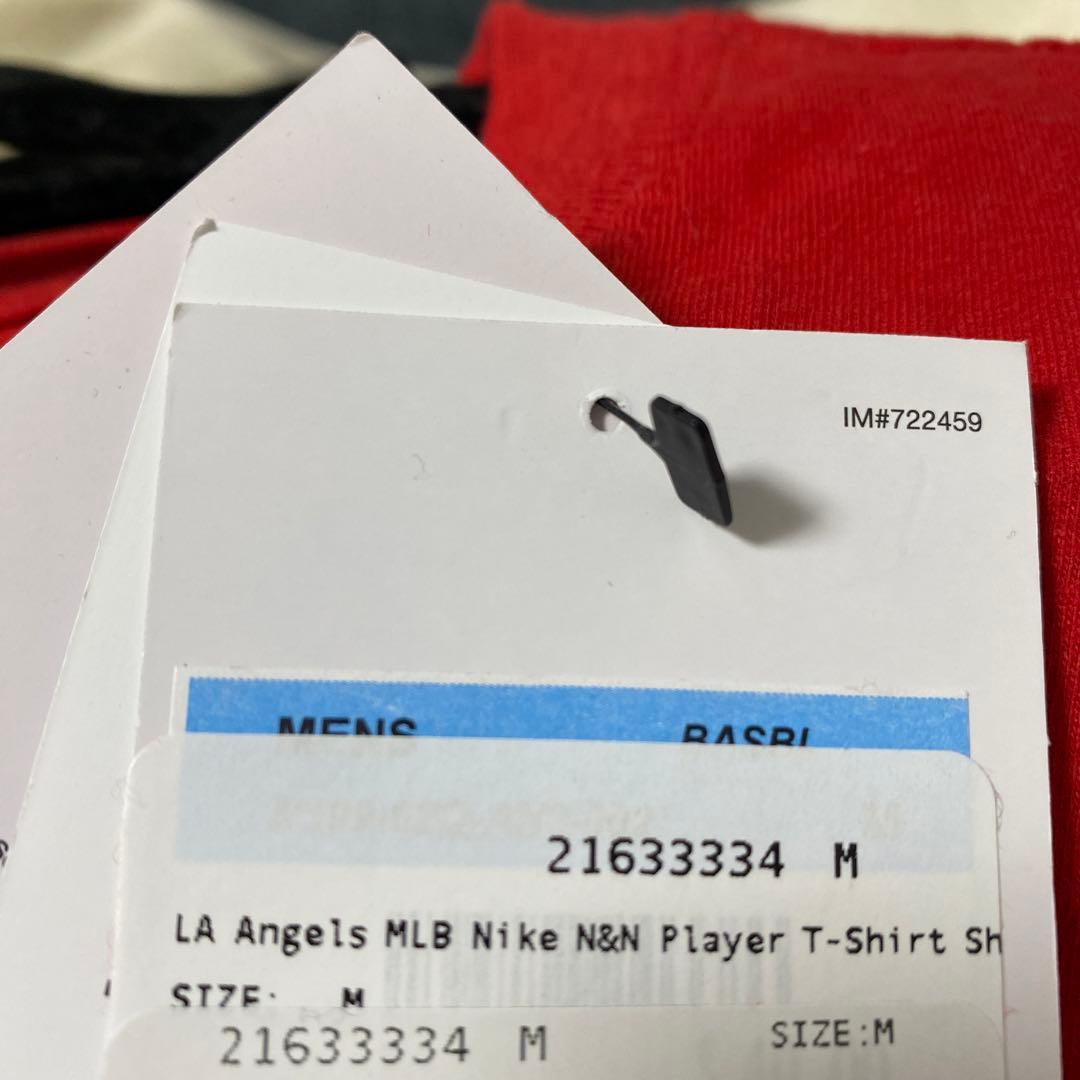 IM#722459
MENS BASBL
21633334 M
LA Angels MLB Nike N&N Player T-Shirt Sh
SIZE: M
21633334 M SIZE:M